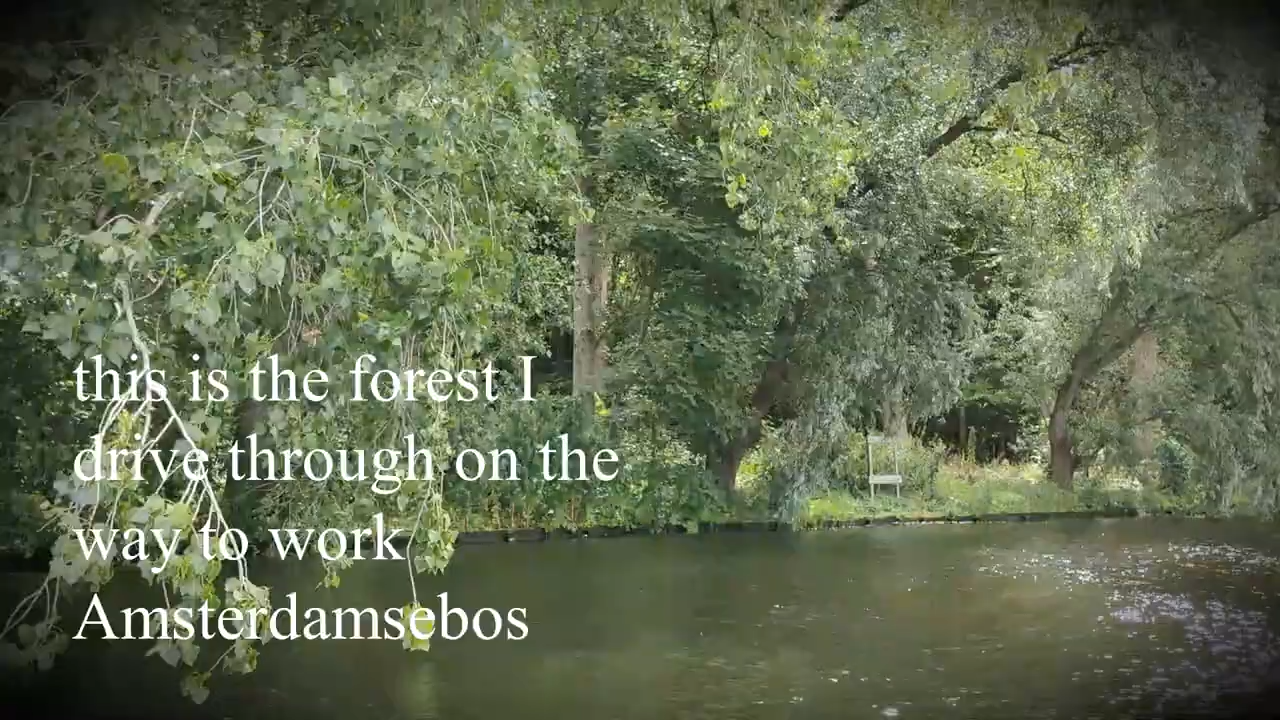 this is the forest I
drive through on the
way to work
Amsterdamsebos